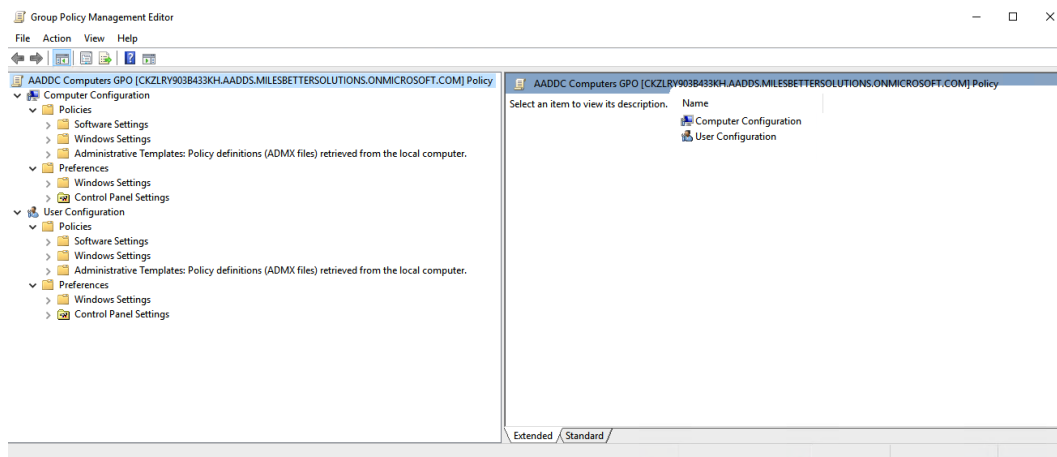 Group Policy Management Editor
File Action View Help
AADDC Computers GPO [CKZLRY903B433KH.AADDS.MILESBETTERSOLUTIONS.ONMICROSOFT.COM] Policy
Computer Configuration
Policies
Software Settings
Windows Settings
Administrative Templates: Policy definitions (ADMX files) retrieved from the local computer.
Preferences
Windows Settings
Control Panel Settings
User Configuration
Policies
Software Settings
Windows Settings
Administrative Templates: Policy definitions (ADMX files) retrieved from the local computer.
Preferences
Windows Settings
Control Panel Settings
AADDC Computers GPO [CKZLRY903B433KH.AADDS.MILESBETTERSOLUTIONS.ONMICROSOFT.COM] Policy
Select an item to view its description. Name
Computer Configuration
User Configuration
Extended Standard